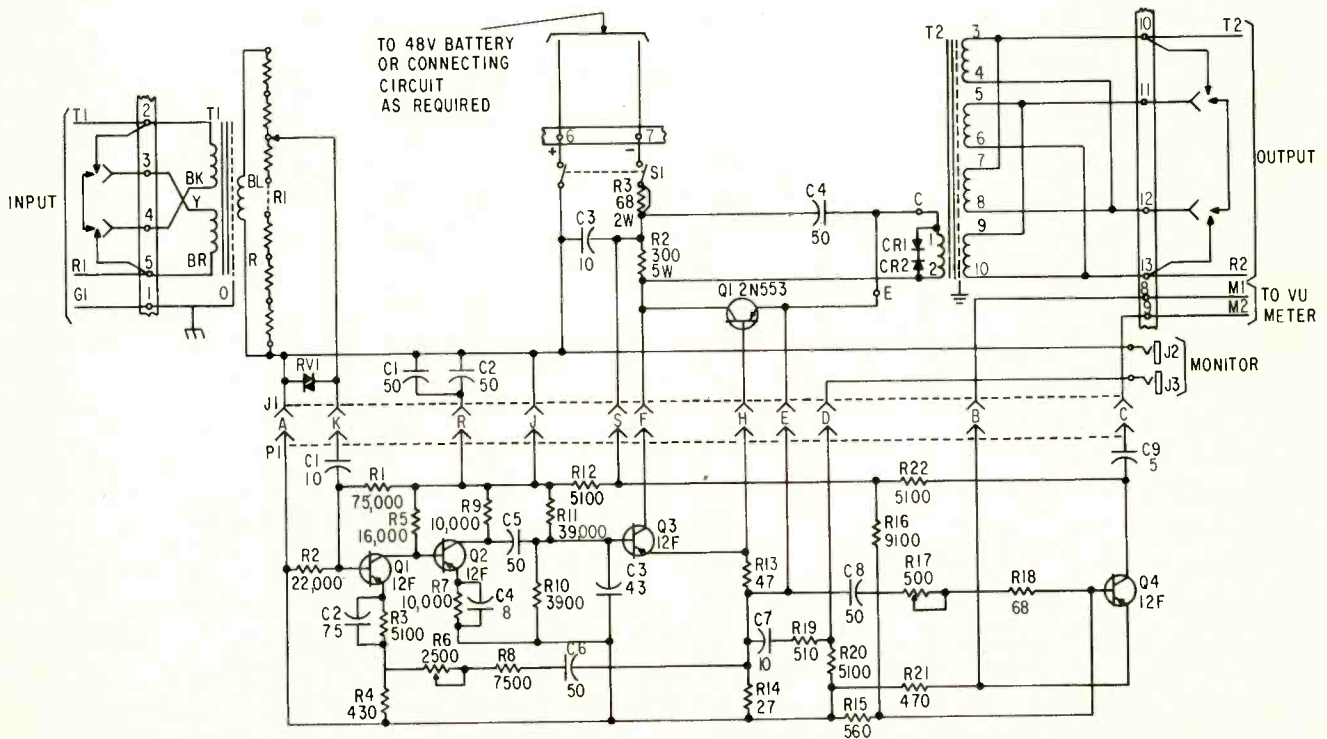 TO 48V BATTERY
OR CONNECTING
CIRCUIT
AS REQUIRED
INPUT
T1
R1
G1
2
3
4
5
1
T1
BK
Y
BR
O
BL
R
R1
6
7
+
−
S1
R3
68
2W
C3
10
R2
300
5W
C4
50
C
CR1
CR2
1
2
E
T2
3
4
5
6
7
8
9
10
10
11
12
13
8
9
T2
OUTPUT
R2
M1
M2
TO VU
METER
Q1 2N553
RV1
C1
50
C2
50
J2
J3
MONITOR
J1
A
K
R
J
S
F
H
E
D
B
C
P1
C1
10
C9
5
R1
75,000
R12
5100
R22
5100
R5
16,000
R9
10,000
C5
50
R11
39,000
Q3
12F
R16
9100
R2
22,000
Q1
12F
Q2
12F
R7
10,000
C4
8
R10
3900
C3
43
R13
47
C8
50
R17
500
R18
68
Q4
12F
C2
75
R3
5100
R6
2500
R8
7500
C6
50
C7
10
R19
510
R20
5100
R4
430
R14
27
R21
470
R15
560